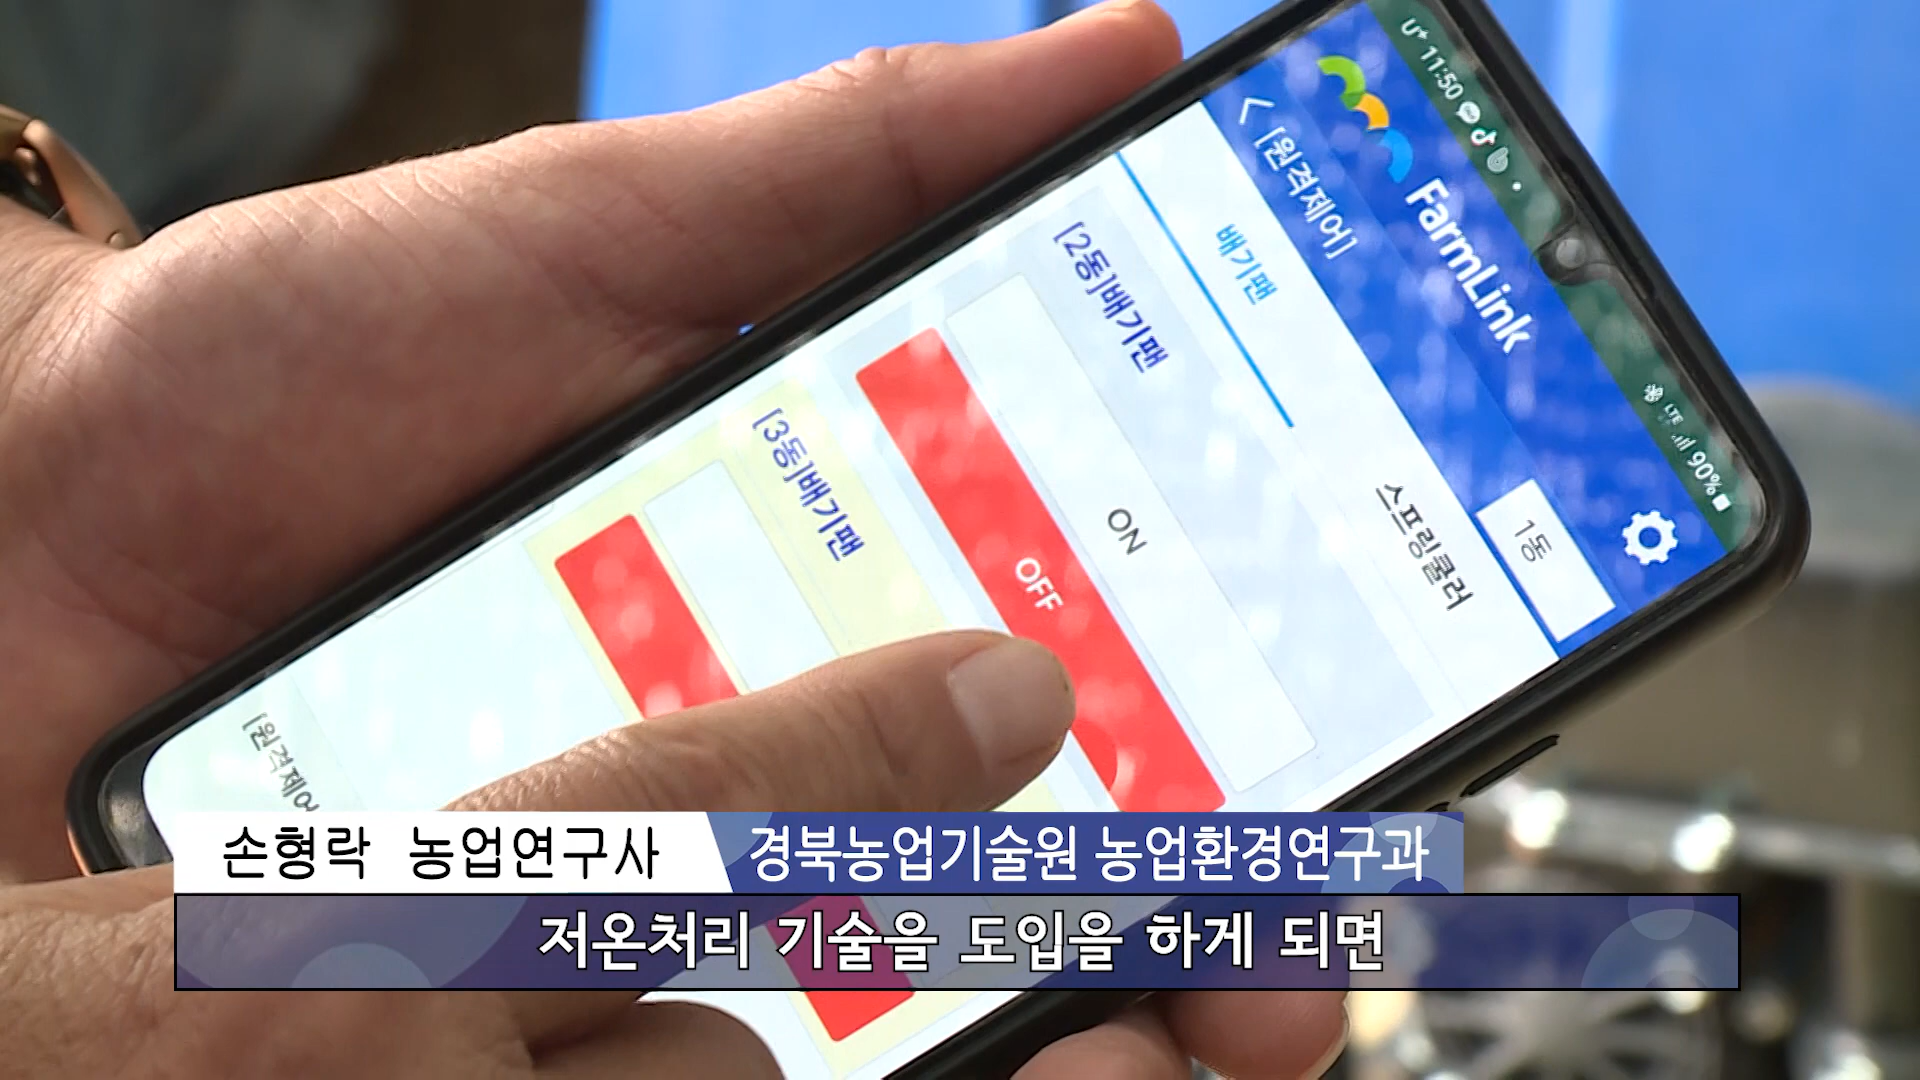 U+ 11:50
LTE 90%
FarmLink
[원격제어]
1동
배기팬
스프링쿨러
[2동]배기팬
ON
OFF
[3동]배기팬
[원격제어
손형락 농업연구사
경북농업기술원 농업환경연구과
저온처리 기술을 도입을 하게 되면